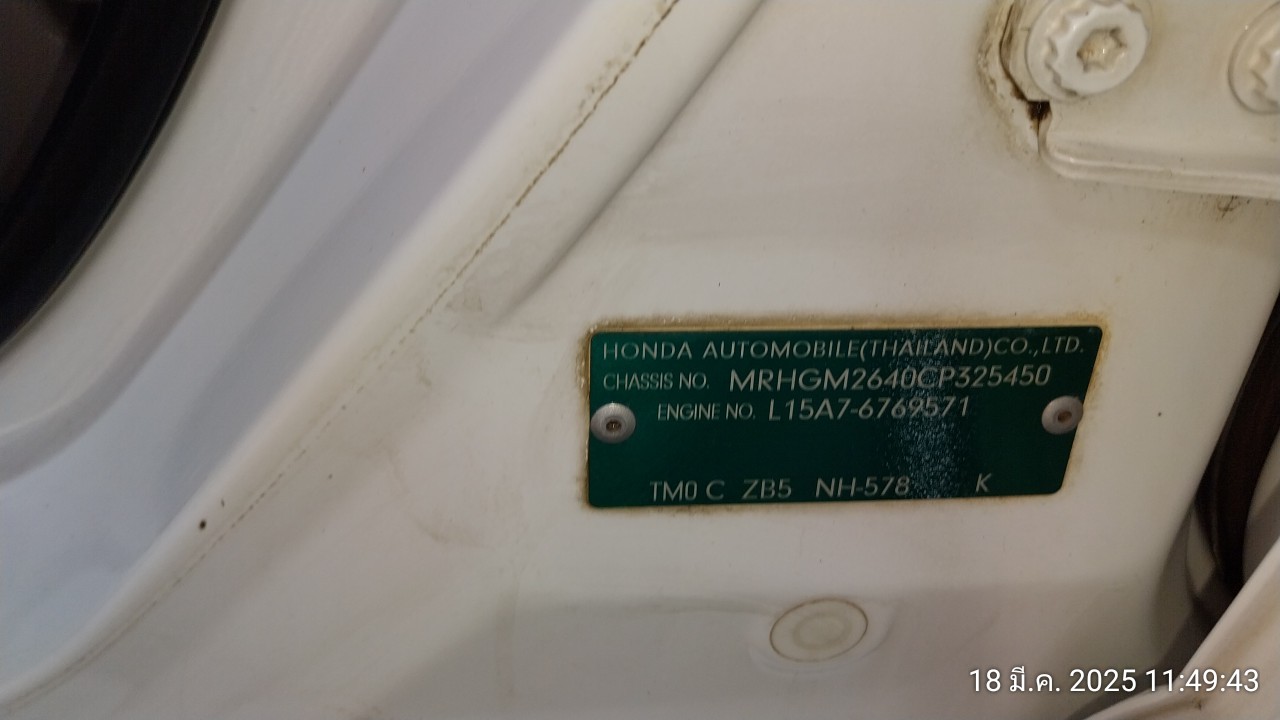 HONDA AUTOMOBILE(THAILAND)CO.,LTD.
CHASSIS NO. MRHGM2640CP325450
ENGINE NO. L15A7-6769571
TM0 C ZB5 NH-578 K
18 มี.ค. 2025 11:49:43